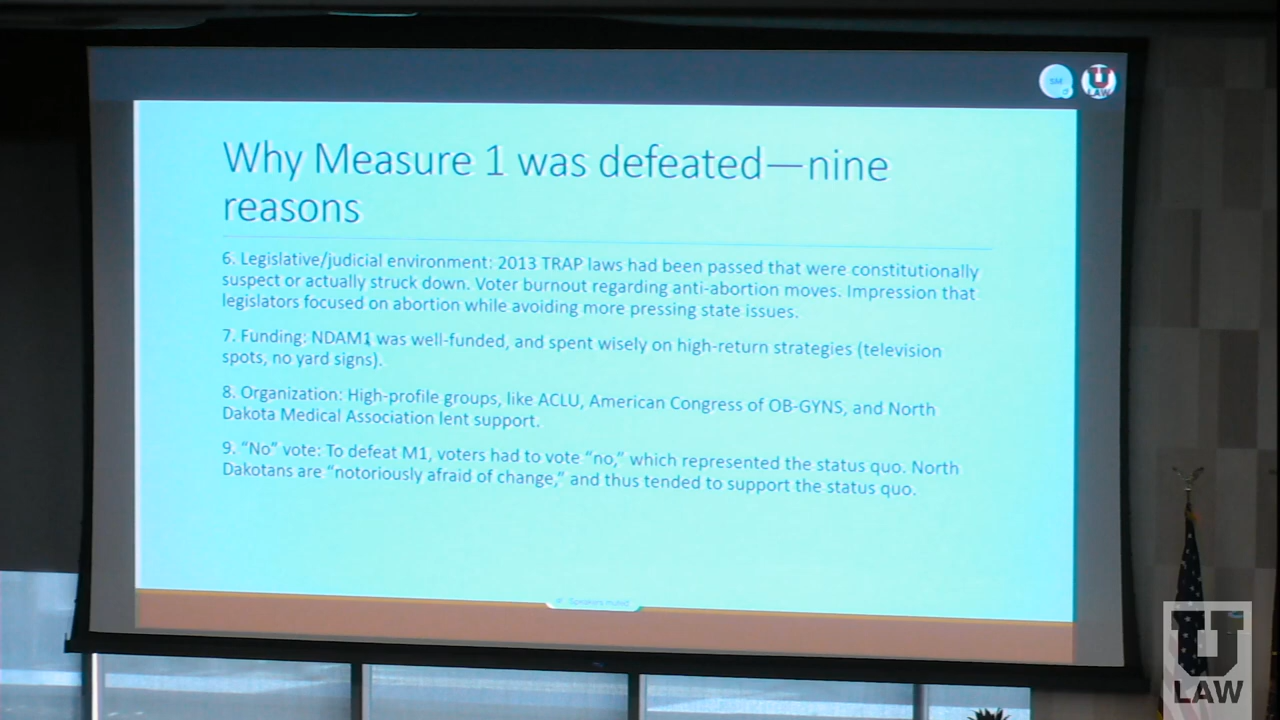 SM
U
LAW
Why Measure 1 was defeated—nine
reasons
6. Legislative/judicial environment: 2013 TRAP laws had been passed that were constitutionally
suspect or actually struck down. Voter burnout regarding anti-abortion moves. Impression that
legislators focused on abortion while avoiding more pressing state issues.
7. Funding: NDAM1 was well-funded, and spent wisely on high-return strategies (television
spots, no yard signs).
8. Organization: High-profile groups, like ACLU, American Congress of OB-GYNS, and North
Dakota Medical Association lent support.
9. “No” vote: To defeat M1, voters had to vote “no,” which represented the status quo. North
Dakotans are “notoriously afraid of change,” and thus tended to support the status quo.
U
LAW